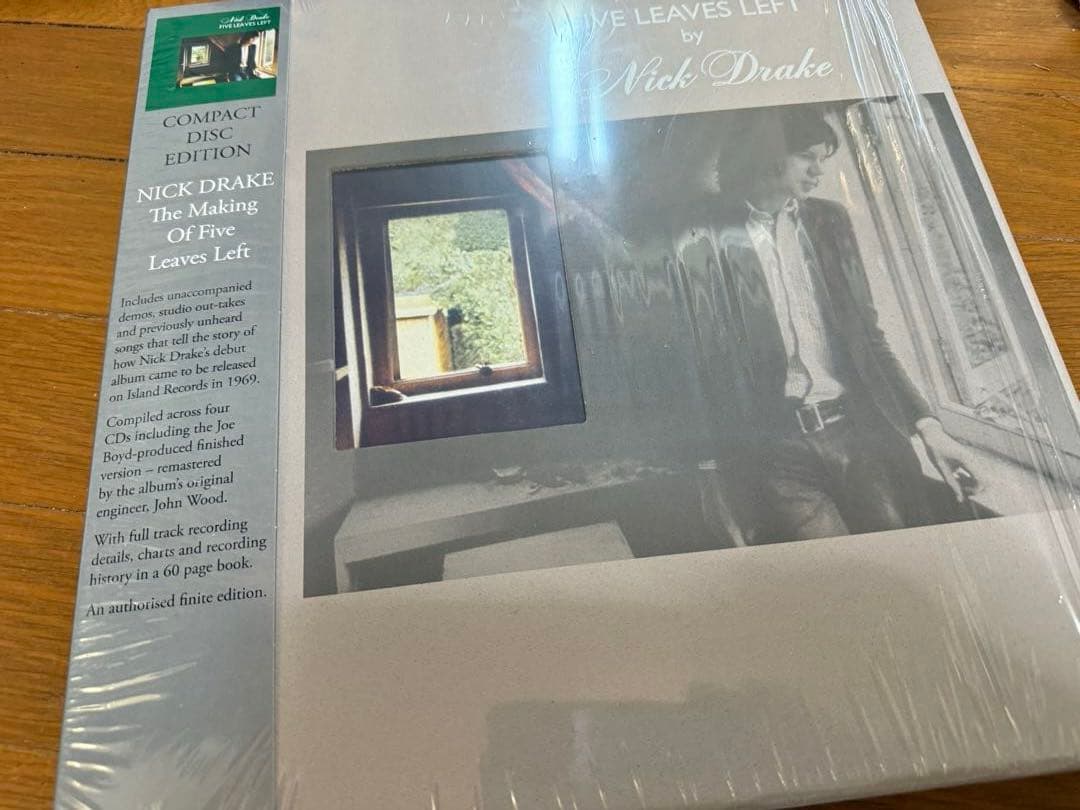 Nick Drake
FIVE LEAVES LEFT
COMPACT
DISC
EDITION
NICK DRAKE
The Making
Of Five
Leaves Left
Includes unaccompanied
demos, studio out-takes
and previously unheard
songs that tell the story of
how Nick Drake's debut
album came to be released
on Island Records in 1969.
Compiled across four
CDs including the Joe
Boyd-produced finished
version – remastered
by the album's original
engineer, John Wood.
With full track recording
details, charts and recording
history in a 60 page book.
An authorised finite edition.
FIVE LEAVES LEFT
by
Nick Drake